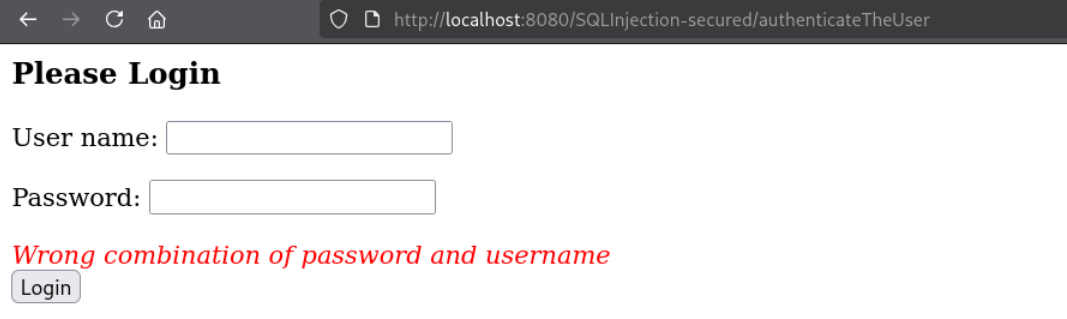 http://localhost:8080/SQLInjection-secured/authenticateTheUser
Please Login
User name:
Password:
Wrong combination of password and username
Login